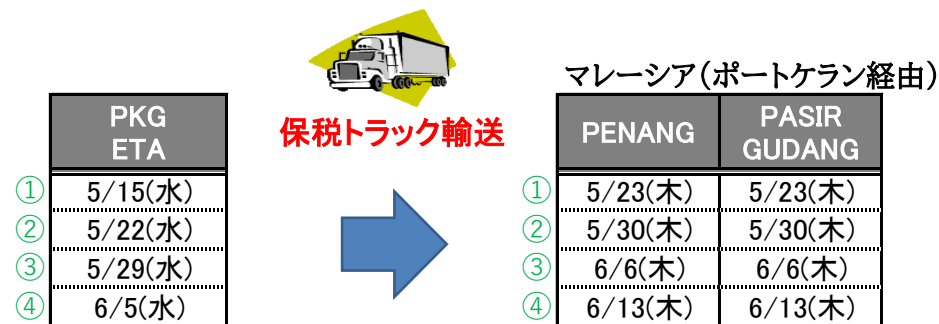 マレーシア(ポートケラン経由)
保税トラック輸送
PKG
ETA
PENANG
PASIR
GUDANG
① 5/15(水) ① 5/23(木) 5/23(木)
② 5/22(水) ② 5/30(木) 5/30(木)
③ 5/29(水) ③ 6/6(木) 6/6(木)
④ 6/5(水) ④ 6/13(木) 6/13(木)